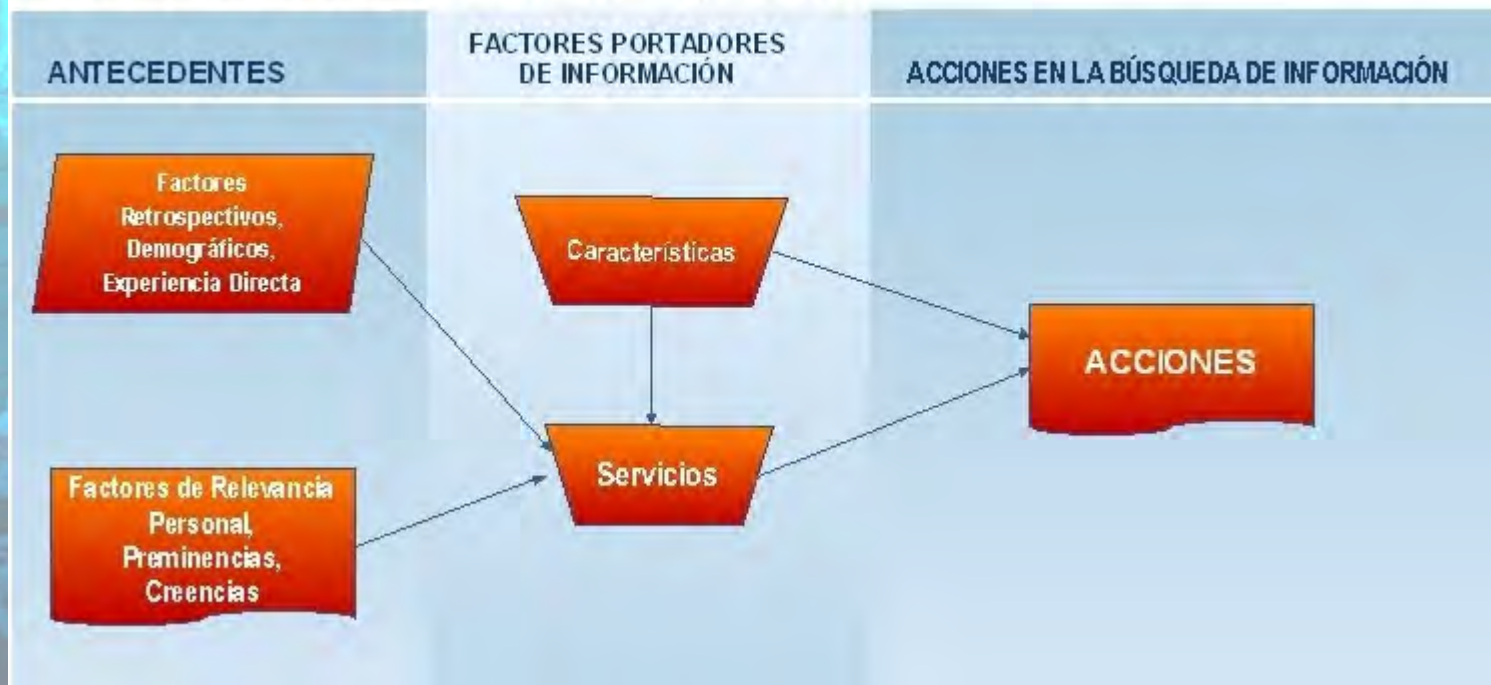 ANTECEDENTES
FACTORES PORTADORES
DE INFORMACIÓN
ACCIONES EN LA BÚSQUEDA DE INFORMACIÓN
Factores
Retrospectivos,
Demográficos,
Experiencia Directa
Características
ACCIONES
Servicios
Factores de Relevancia
Personal,
Preminencias,
Creencias